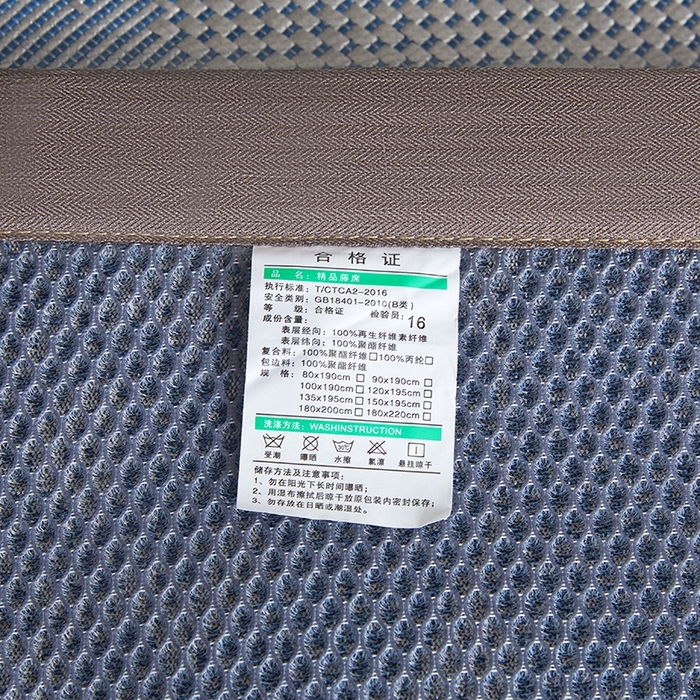 合格证
品 名：精品藤席
执行标准：T/CTCA2-2016
安全类别：GB18401-2010(B类)
等 级：合格证 检验员：16
成份含量：
表层经向：100%再生纤维素纤维
表层纬向：100%聚酯纤维
复合料：100%聚酯纤维□100%丙纶□
包边料：100%聚酯纤维
规 格：80x190cm□ 90x190cm□
100x190cm□ 120x195cm□
135x195cm□ 150x195cm□
180x200cm□ 180x220cm□
洗涤方法：WASHINSTRUCTION
30℃
受潮 曝晒 水擦 氯漂 悬挂晾干
储存方法及注意事项：
1、勿在阳光下长时间曝晒；
2、用湿布擦拭后晾干放原包装内密封保存；
3、勿存放在日晒或潮湿处。